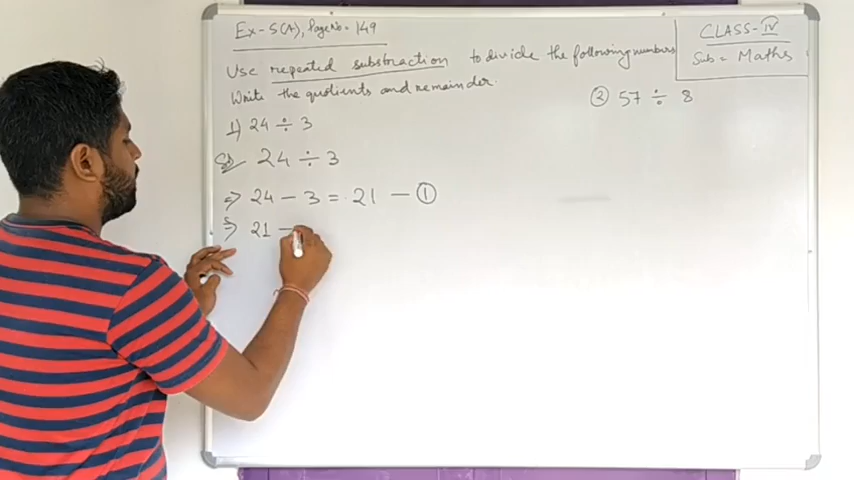 Ex-5(A), Page No - 149
CLASS-IV
Sub = Maths
Use repeated substraction to divide the following numbers
Write the quotients and remainder.
1) 24 ÷ 3
② 57 ÷ 8
Sol 24 ÷ 3
⇒ 24 - 3 = 21 - ①
⇒ 21 -